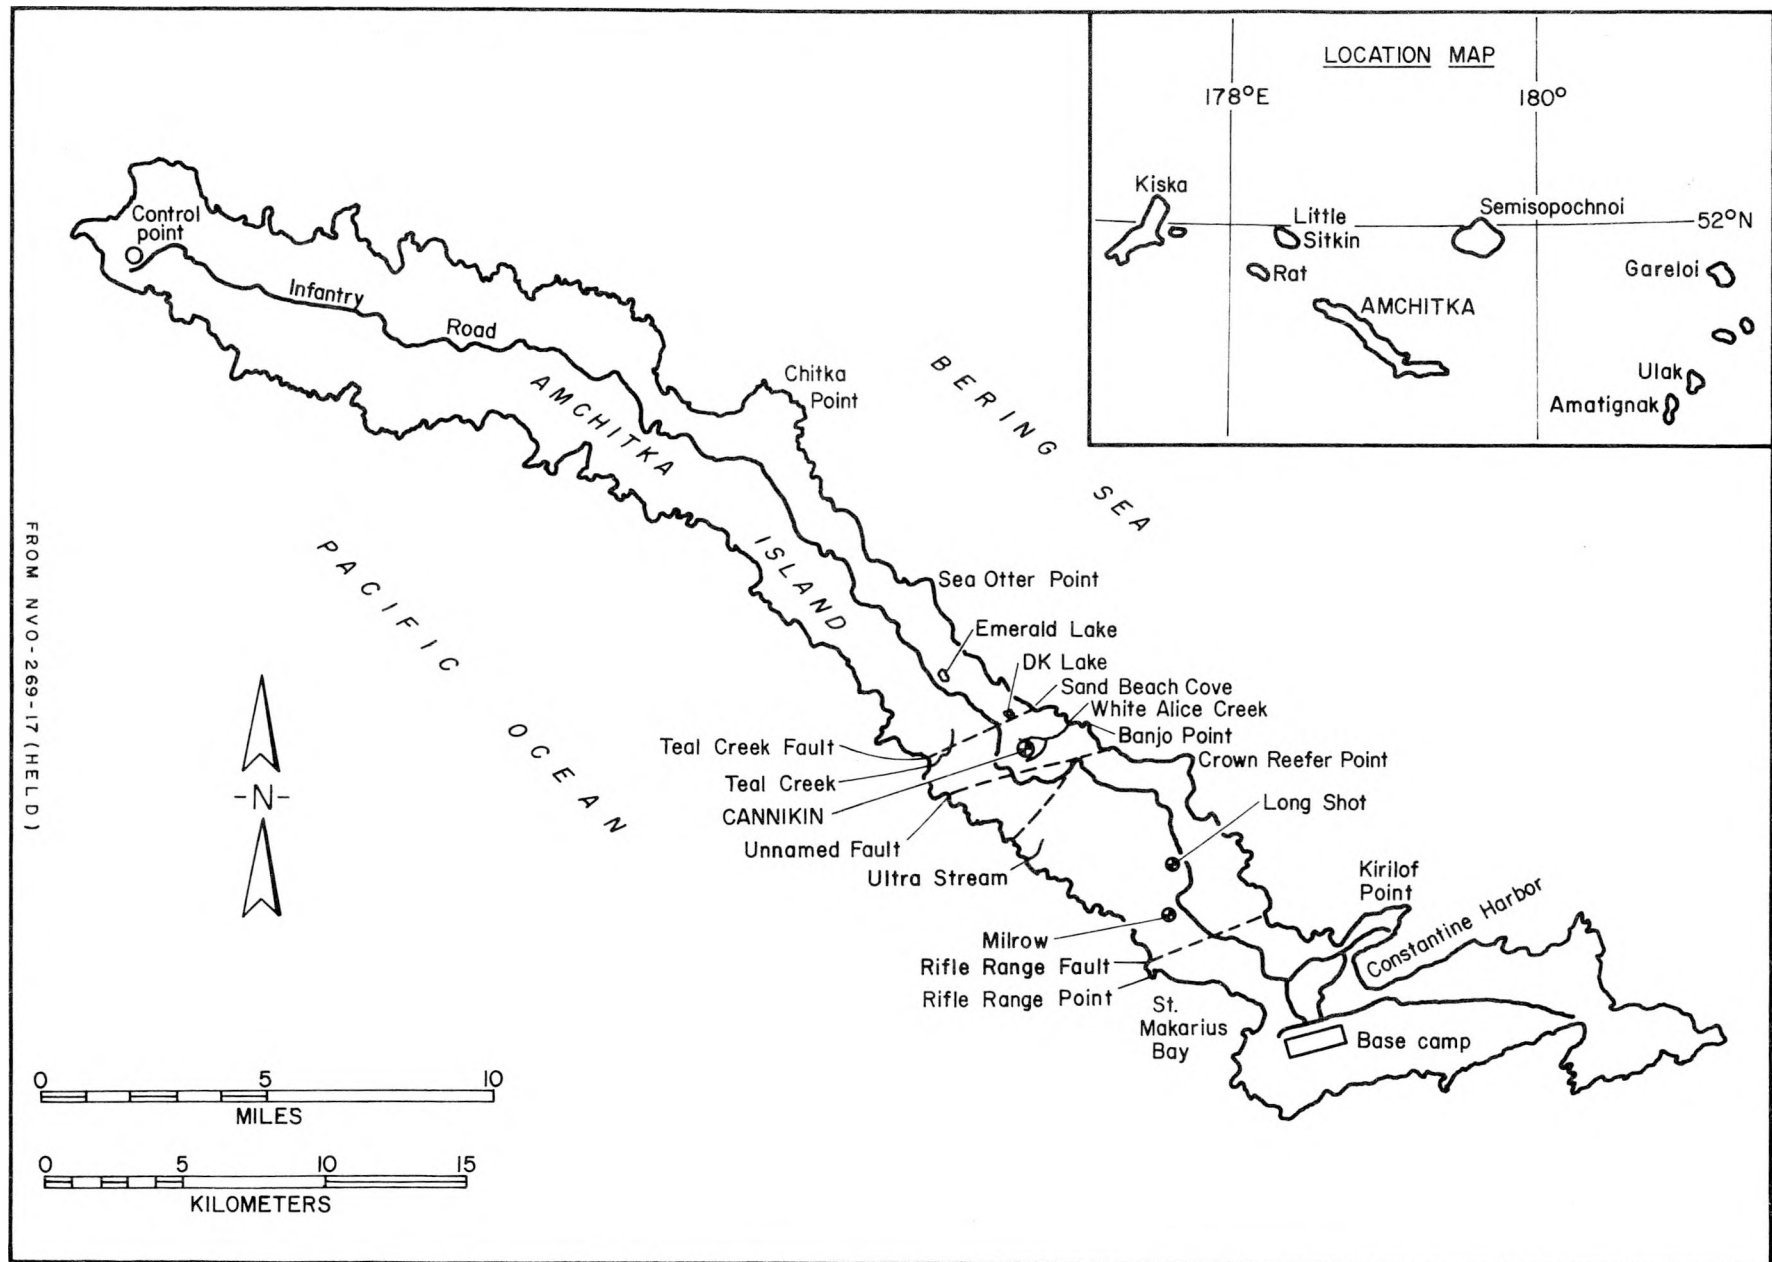 LOCATION MAP
178°E
180°
Kiska
Little
Sitkin
Semisopochnoi
52°N
Rat
Gareloi
AMCHITKA
Ulak
Amatignak
Control
point
Infantry
Road
Chitka
Point
BERING
SEA
AMCHITKA
ISLAND
PACIFIC
OCEAN
Sea Otter Point
Emerald Lake
DK Lake
Sand Beach Cove
White Alice Creek
Banjo Point
Crown Reefer Point
Teal Creek Fault
Teal Creek
CANNIKIN
Unnamed Fault
Ultra Stream
Long Shot
Kirilof
Point
Constantine Harbor
Milrow
Rifle Range Fault
Rifle Range Point
St.
Makarius
Bay
Base camp
-N-
0 5 10
MILES
0 5 10 15
KILOMETERS
FROM NVO-269-17 (HELD)